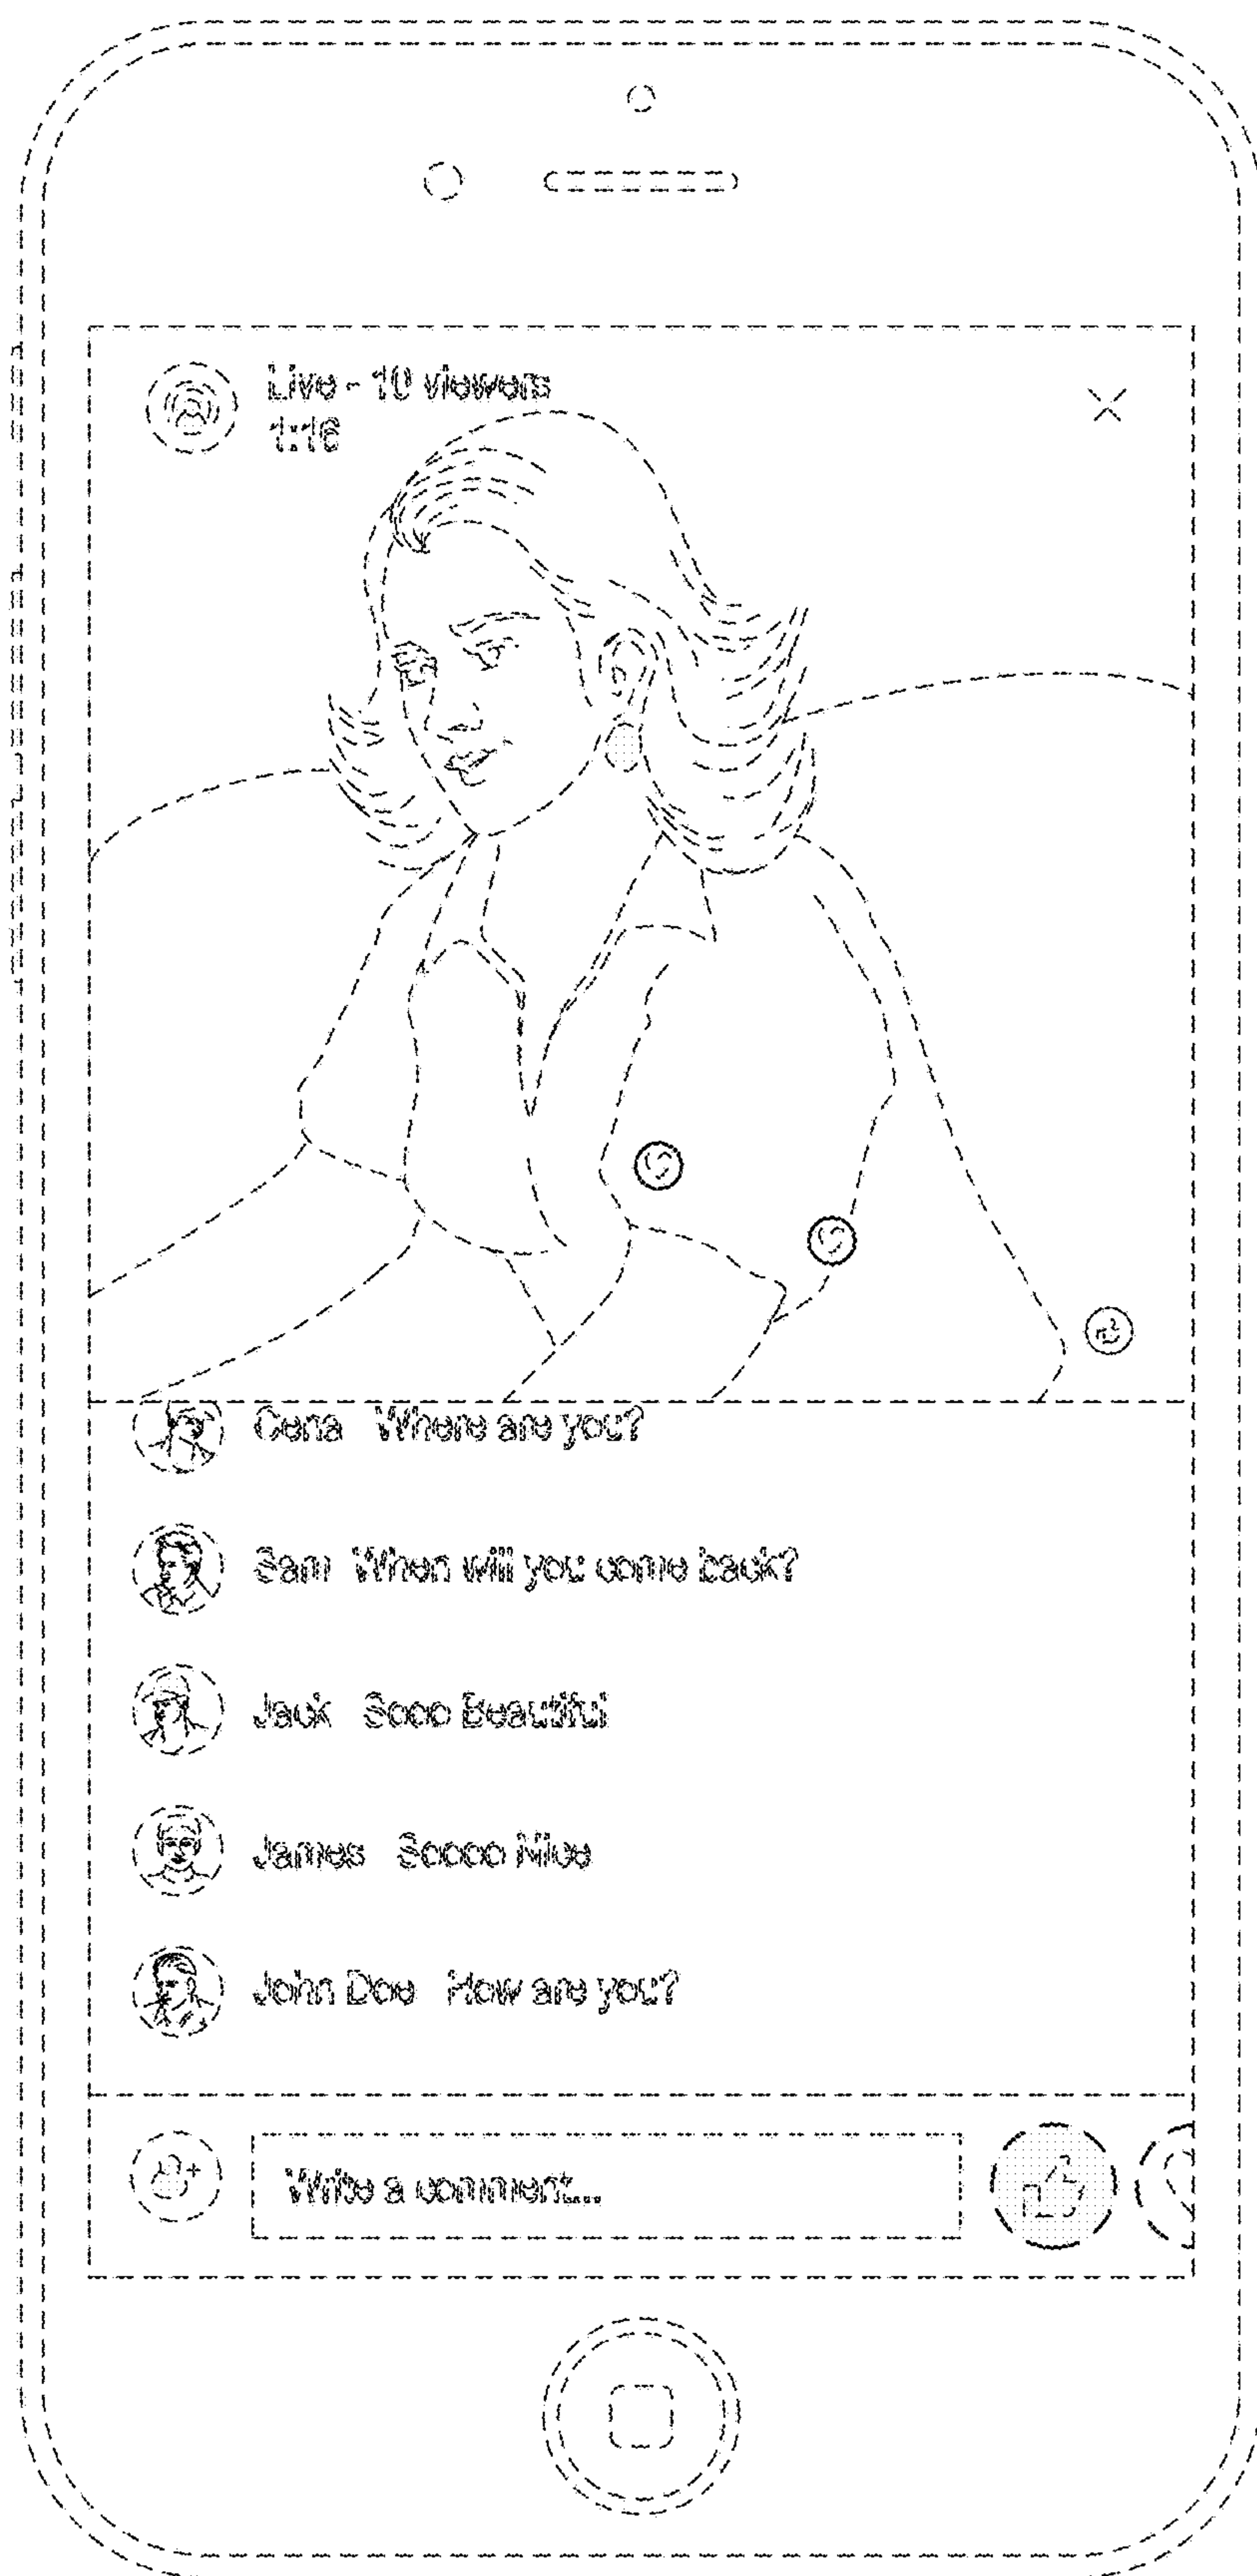 Live - 10 viewers
1:16
Cena Where are you?
Sam When will you come back?
Jack Sooo Beautiful
James Soooo Nice
John Doe How are you?
Write a comment...